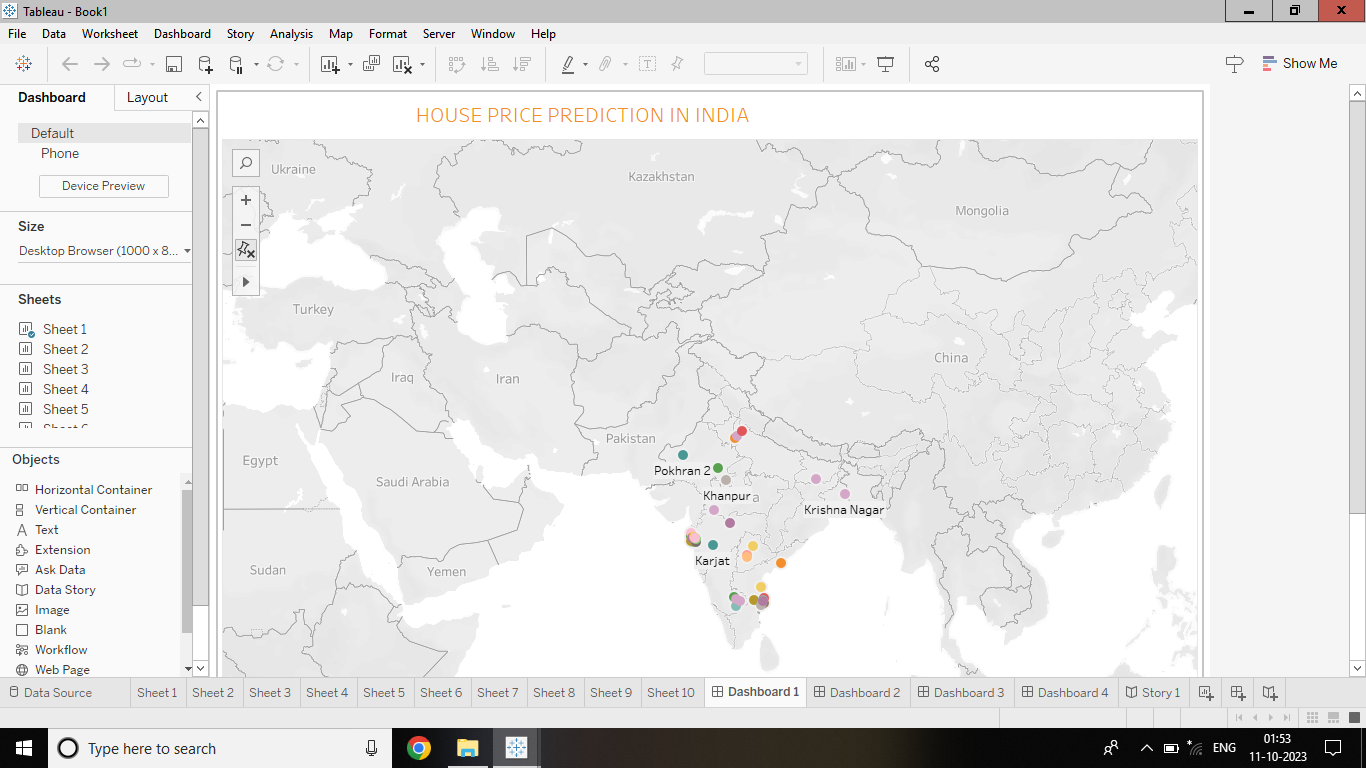 Tableau - Book1
File Data Worksheet Dashboard Story Analysis Map Format Server Window Help
Show Me
Dashboard Layout
Default
Phone
Device Preview
Size
Desktop Browser (1000 x 8...
Sheets
Sheet 1
Sheet 2
Sheet 3
Sheet 4
Sheet 5
Objects
Horizontal Container
Vertical Container
Text
Extension
Ask Data
Data Story
Image
Blank
Workflow
Web Page
HOUSE PRICE PREDICTION IN INDIA
Ukraine
Kazakhstan
Mongolia
Turkey
China
Iraq
Iran
Pakistan
Egypt
Pokhran 2
Saudi Arabia
Khanpur
Krishna Nagar
Karjat
Sudan
Yemen
Data Source Sheet 1 Sheet 2 Sheet 3 Sheet 4 Sheet 5 Sheet 6 Sheet 7 Sheet 8 Sheet 9 Sheet 10 Dashboard 1 Dashboard 2 Dashboard 3 Dashboard 4 Story 1
Type here to search
ENG
01:53
11-10-2023